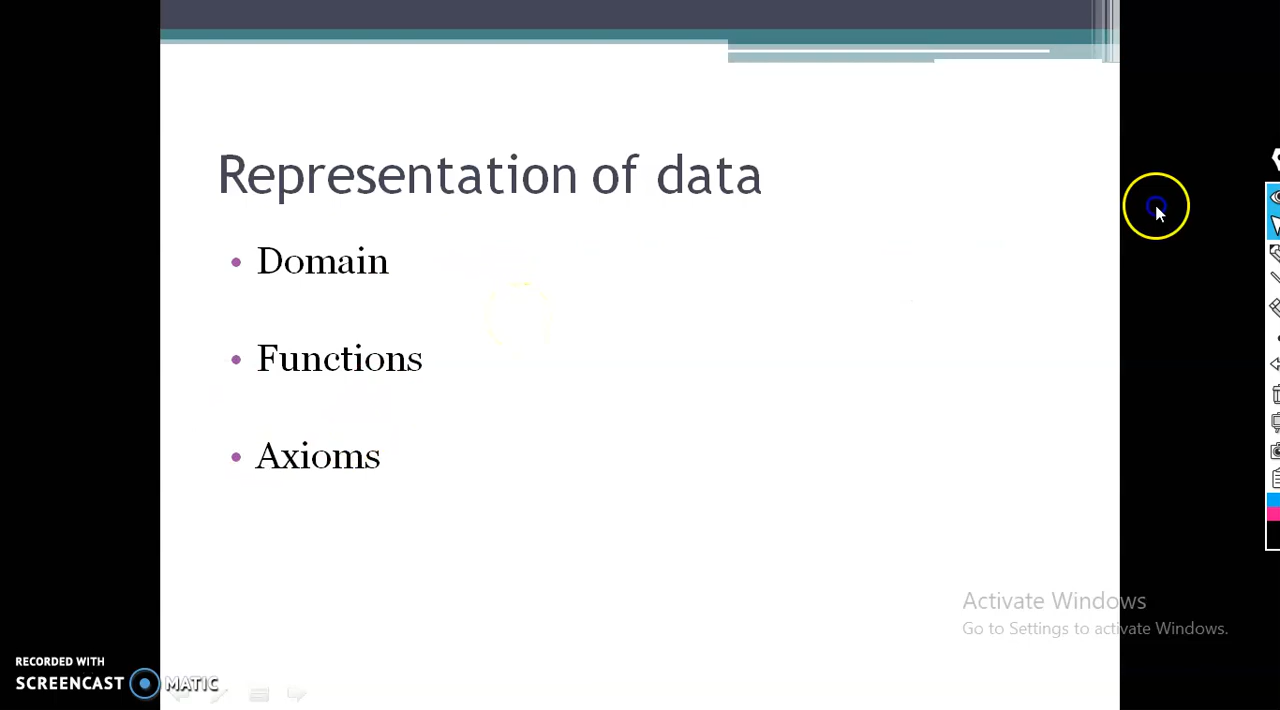 Representation of data
• Domain
• Functions
• Axioms
Activate Windows
Go to Settings to activate Windows.
RECORDED WITH
SCREENCAST MATIC